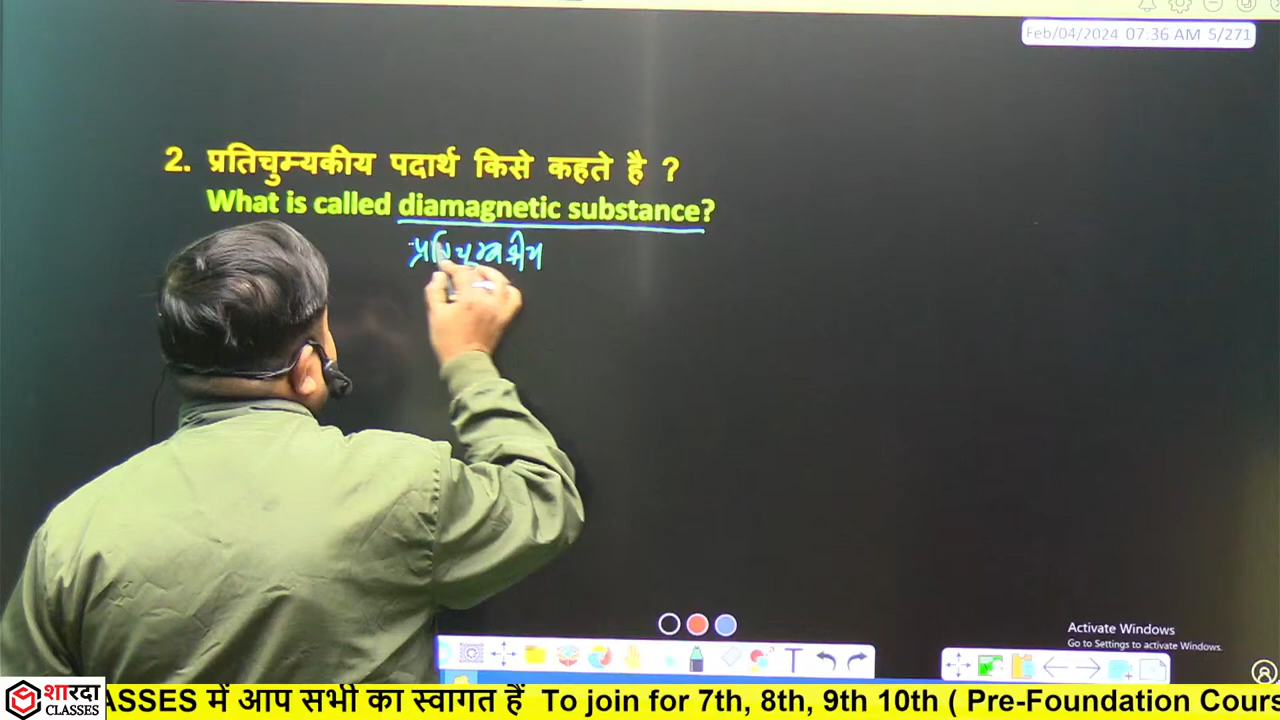 Feb/04/2024 07:36 AM 5/271
2. प्रतिचुम्यकीय पदार्थ किसे कहते है ?
What is called diamagnetic substance?
प्रतिचुम्बकीय
Activate Windows
Go to Settings to activate Windows.
शारदा
CLASSES
ASSES में आप सभी का स्वागत हैं To join for 7th, 8th, 9th 10th ( Pre-Foundation Cours